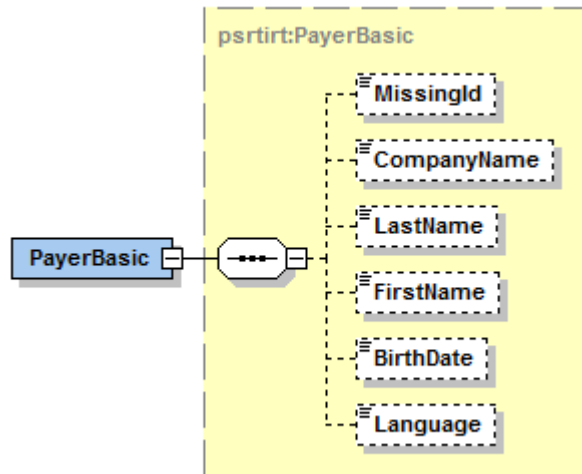 psrtirt:PayerBasic
MissingId
CompanyName
LastName
PayerBasic
FirstName
BirthDate
Language